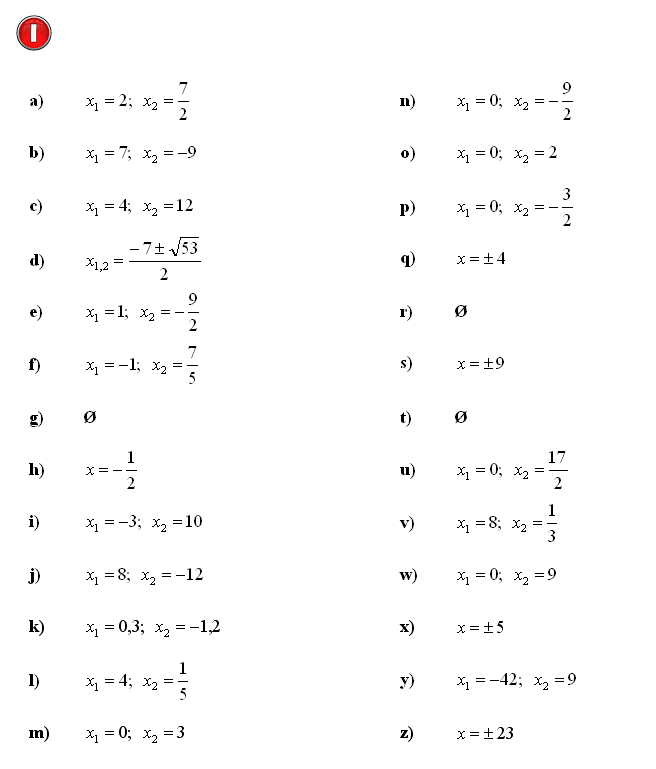 I
a) x₁ = 2; x₂ = 7/2
b) x₁ = 7; x₂ = −9
c) x₁ = 4; x₂ = 12
d) x₁,₂ = (−7 ± √53)/2
e) x₁ = 1; x₂ = −9/2
f) x₁ = −1; x₂ = 7/5
g) Ø
h) x = −1/2
i) x₁ = −3; x₂ = 10
j) x₁ = 8; x₂ = −12
k) x₁ = 0,3; x₂ = −1,2
l) x₁ = 4; x₂ = 1/5
m) x₁ = 0; x₂ = 3
n) x₁ = 0; x₂ = −9/2
o) x₁ = 0; x₂ = 2
p) x₁ = 0; x₂ = −3/2
q) x = ±4
r) Ø
s) x = ±9
t) Ø
u) x₁ = 0; x₂ = 17/2
v) x₁ = 8; x₂ = 1/3
w) x₁ = 0; x₂ = 9
x) x = ±5
y) x₁ = −42; x₂ = 9
z) x = ±23